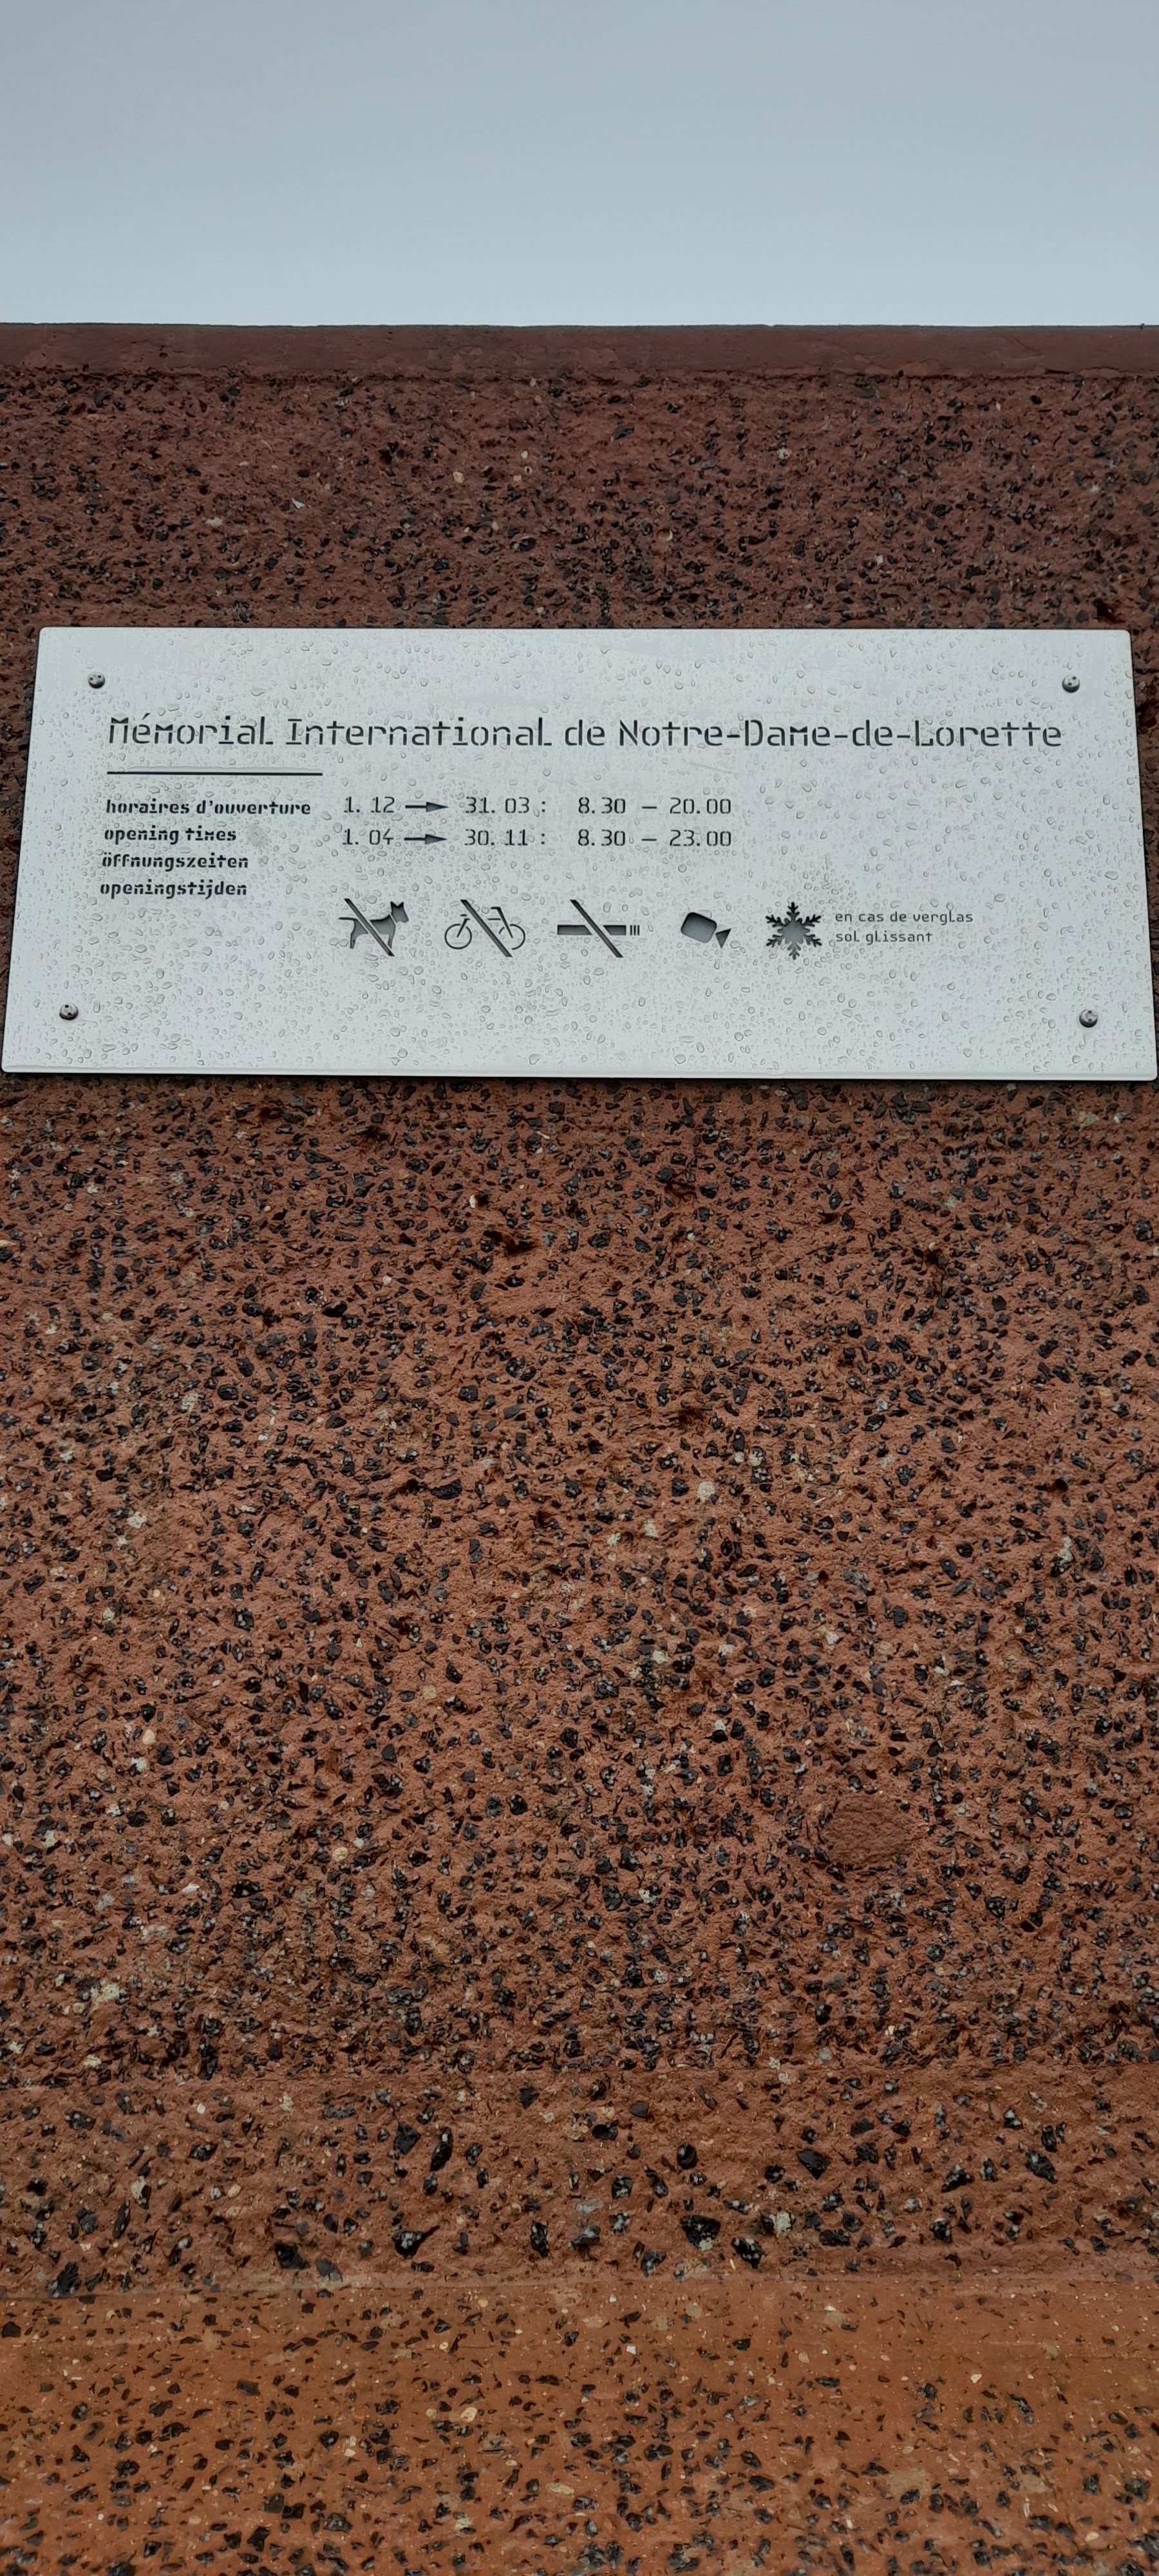 Mémorial International de Notre-Dame-de-Lorette
horaires d'ouverture
opening times
öffnungszeiten
openingstijden
1. 12 → 31. 03 : 8.30 – 20.00
1. 04 → 30. 11 : 8.30 – 23.00
en cas de verglas
sol glissant